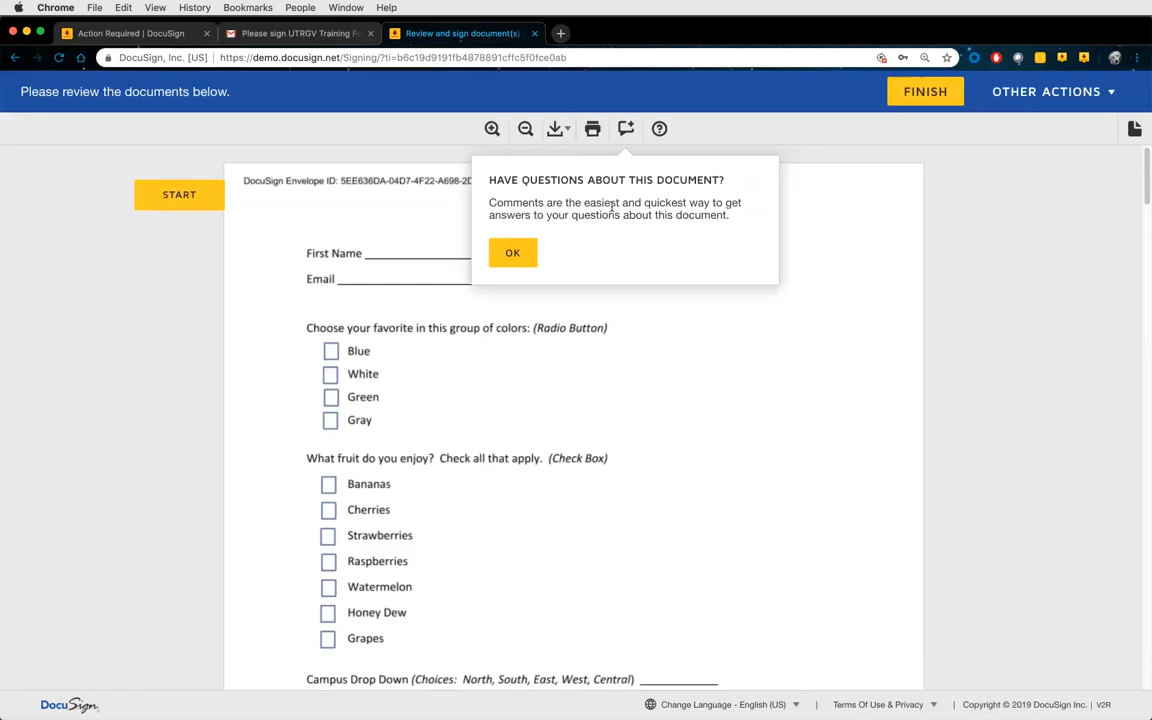 Chrome File Edit View History Bookmarks People Window Help
Action Required | DocuSign
Please sign UTRGV Training Fo
Review and sign document(s)
DocuSign, Inc. [US] | https://demo.docusign.net/Signing/?ti=b6c19d9191fb4878891cffc5f0fce0ab
Please review the documents below.
FINISH
OTHER ACTIONS
START
DocuSign Envelope ID: 5EE636DA-04D7-4F22-A698-2D
HAVE QUESTIONS ABOUT THIS DOCUMENT?
Comments are the easiest and quickest way to get
answers to your questions about this document.
OK
First Name
Email
Choose your favorite in this group of colors: (Radio Button)
Blue
White
Green
Gray
What fruit do you enjoy? Check all that apply. (Check Box)
Bananas
Cherries
Strawberries
Raspberries
Watermelon
Honey Dew
Grapes
Campus Drop Down (Choices: North, South, East, West, Central)
DocuSign
Change Language - English (US) | Terms Of Use & Privacy | Copyright © 2019 DocuSign Inc. | V2R